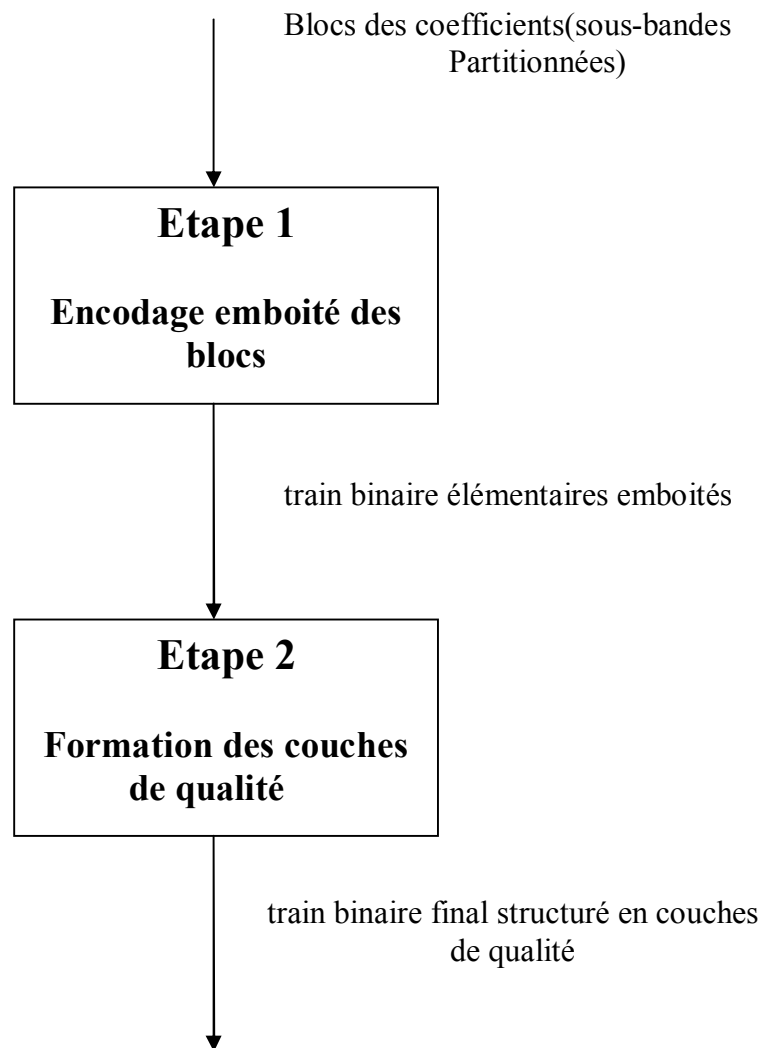 Blocs des coefficients(sous-bandes
Partitionnées)
Etape 1
Encodage emboité des
blocs
train binaire élémentaires emboités
Etape 2
Formation des couches
de qualité
train binaire final structuré en couches
de qualité